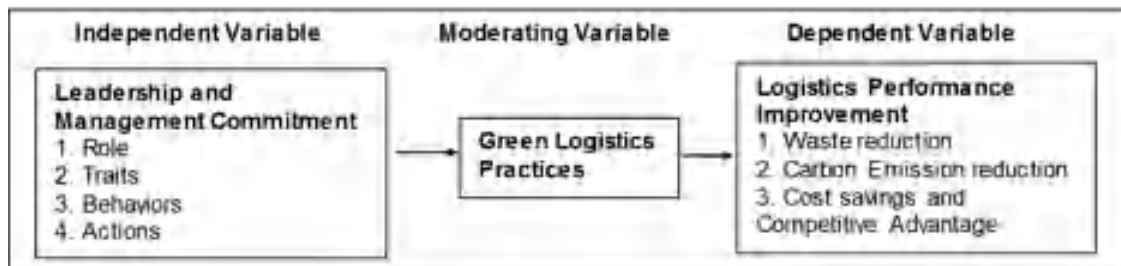 Independent Variable
Moderating Variable
Dependent Variable
Leadership and
Management Commitment
1. Role
2. Traits
3. Behaviors
4. Actions
Green Logistics
Practices
Logistics Performance
Improvement
1. Waste reduction
2. Carbon Emission reduction
3. Cost savings and
Competitive Advantage